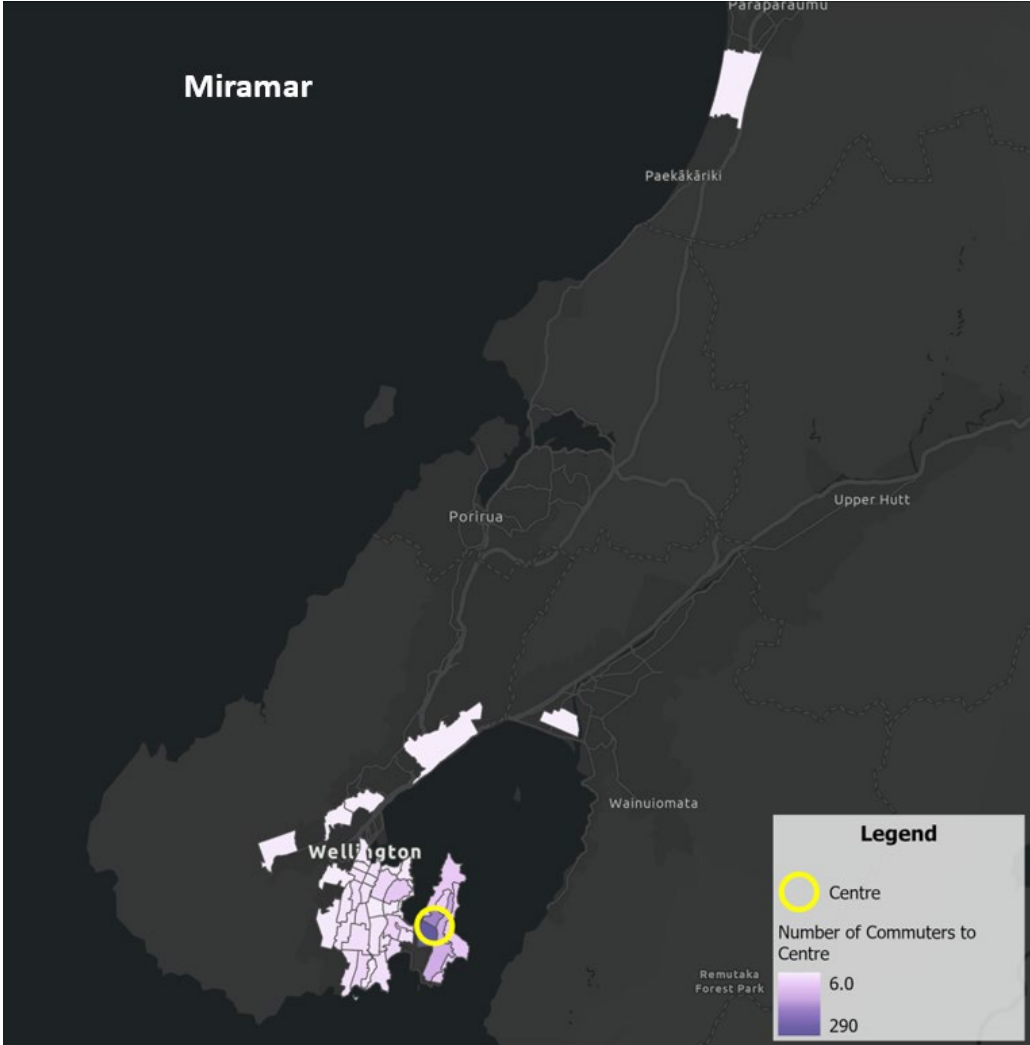 Paraparaumu
Miramar
Paekākāriki
Upper Hutt
Porirua
Wainuiomata
Wellington
Legend
Centre
Number of Commuters to
Centre
6.0
290
Remutaka
Forest Park